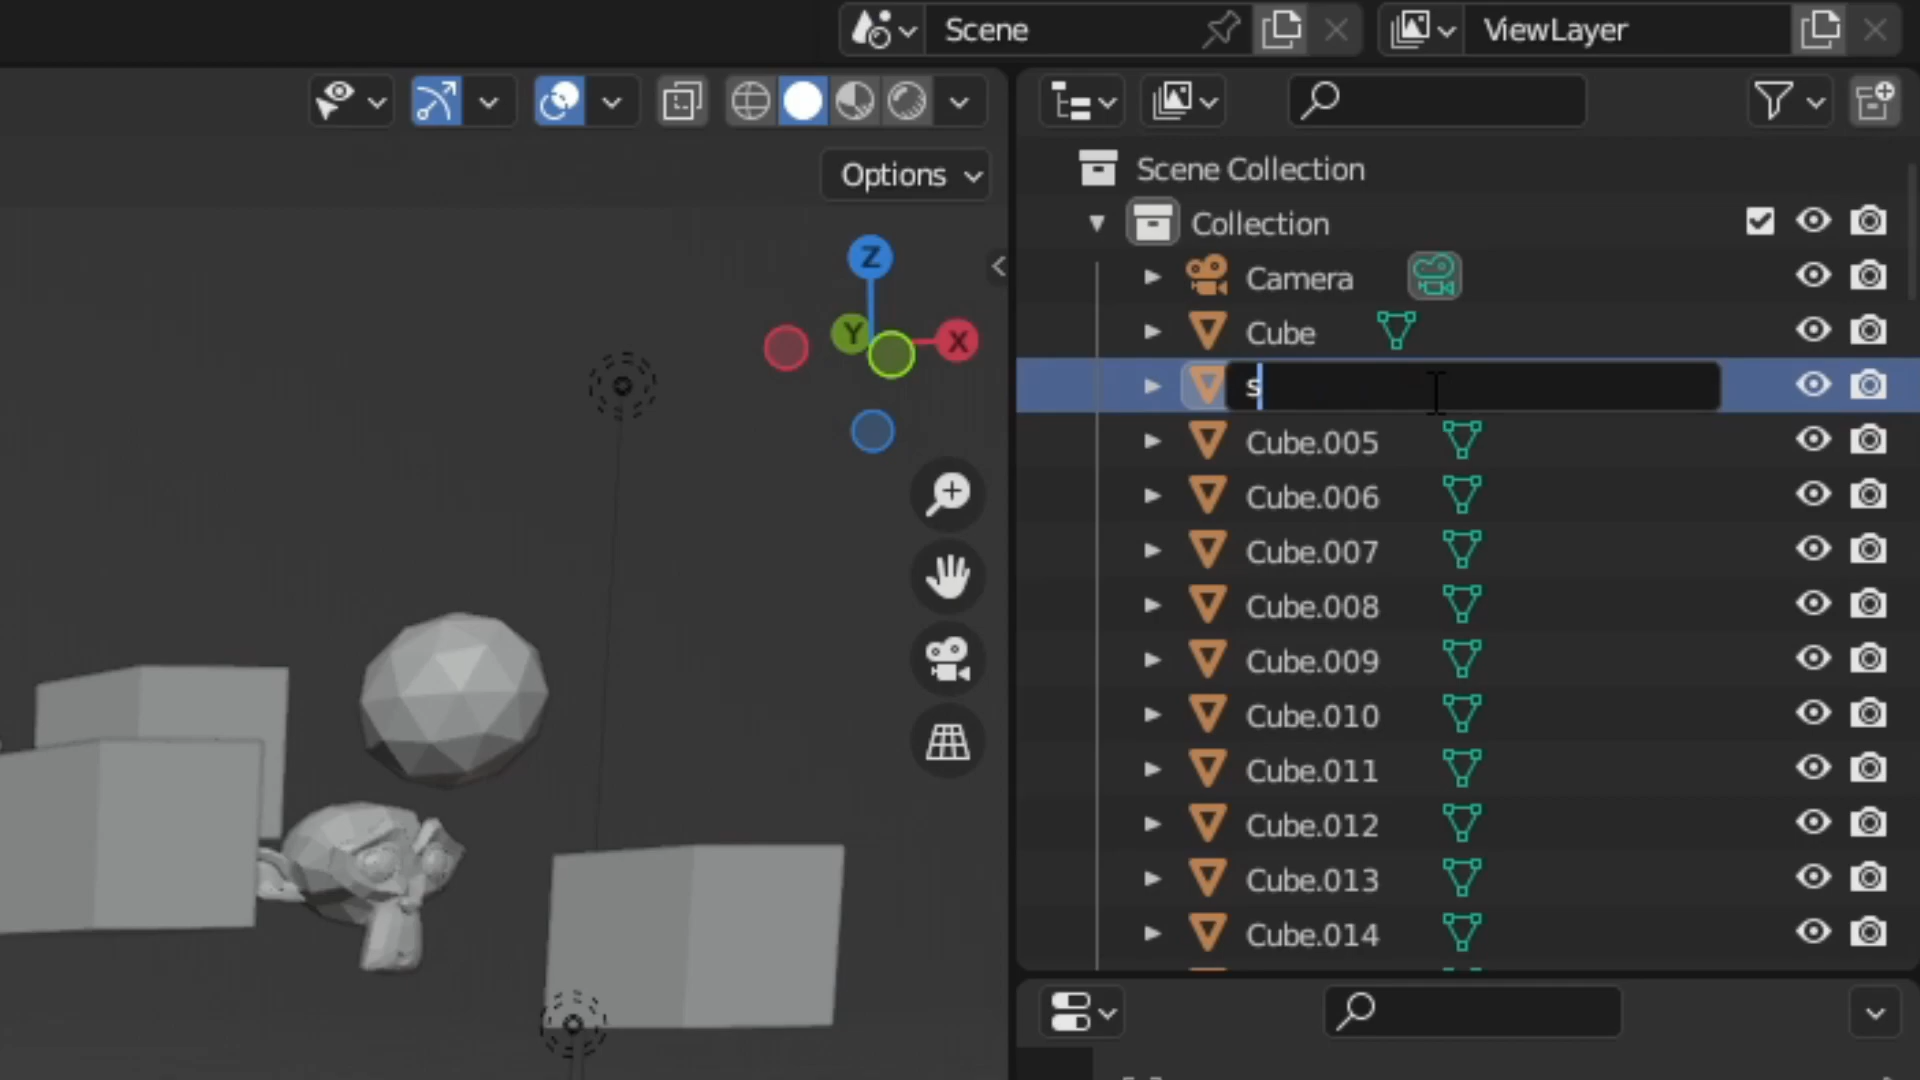 Scene
ViewLayer
Options
Scene Collection
Collection
Camera
Cube
s
Cube.005
Cube.006
Cube.007
Cube.008
Cube.009
Cube.010
Cube.011
Cube.012
Cube.013
Cube.014
Z
Y
X